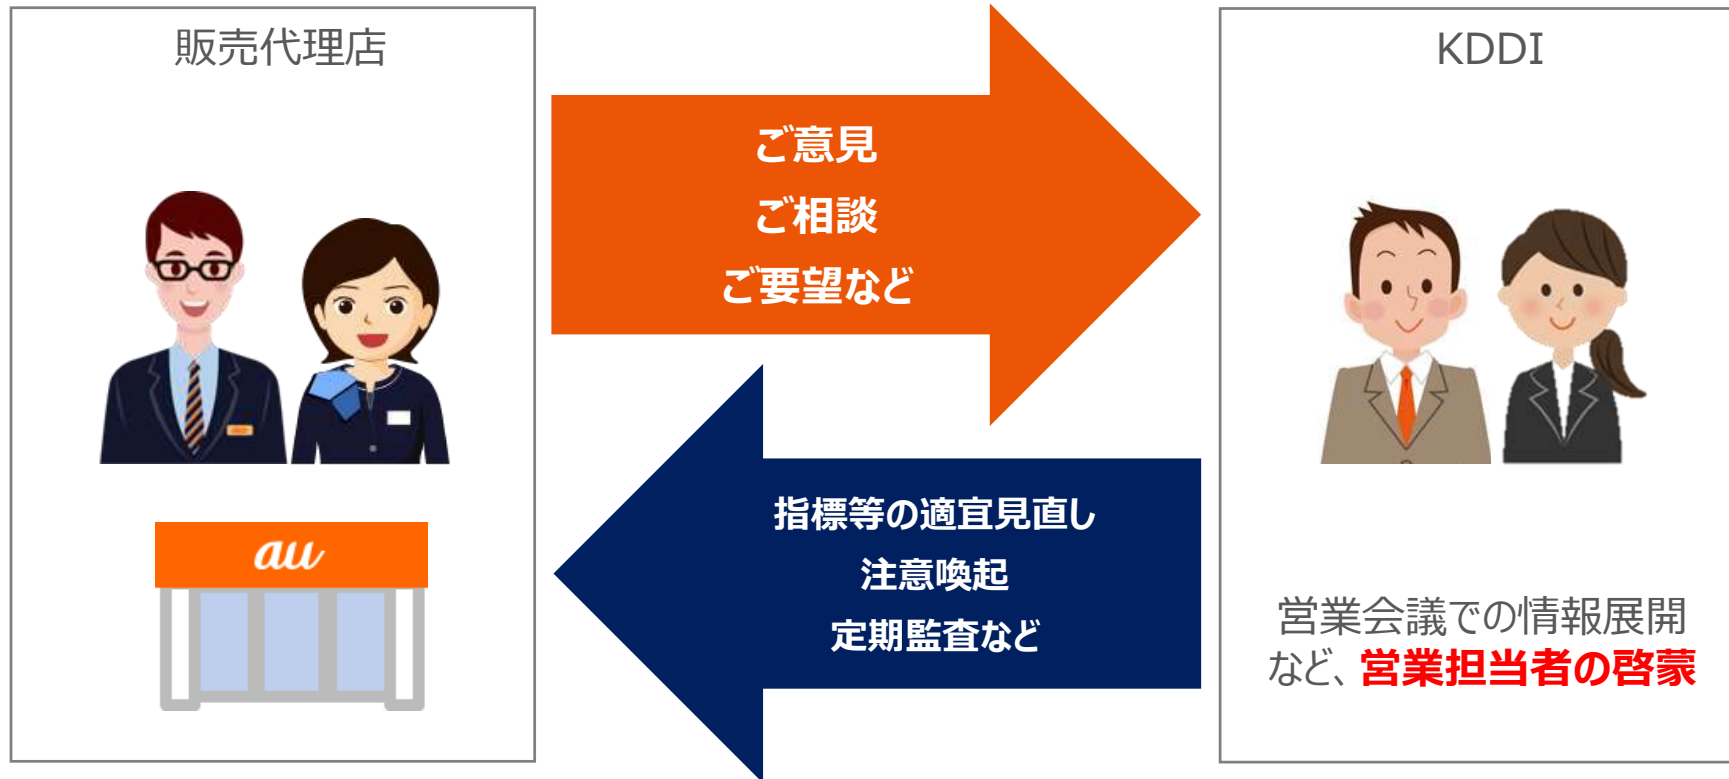 販売代理店
au
ご意見
ご相談
ご要望など
指標等の適宜見直し
注意喚起
定期監査など
KDDI
営業会議での情報展開
など、営業担当者の啓蒙